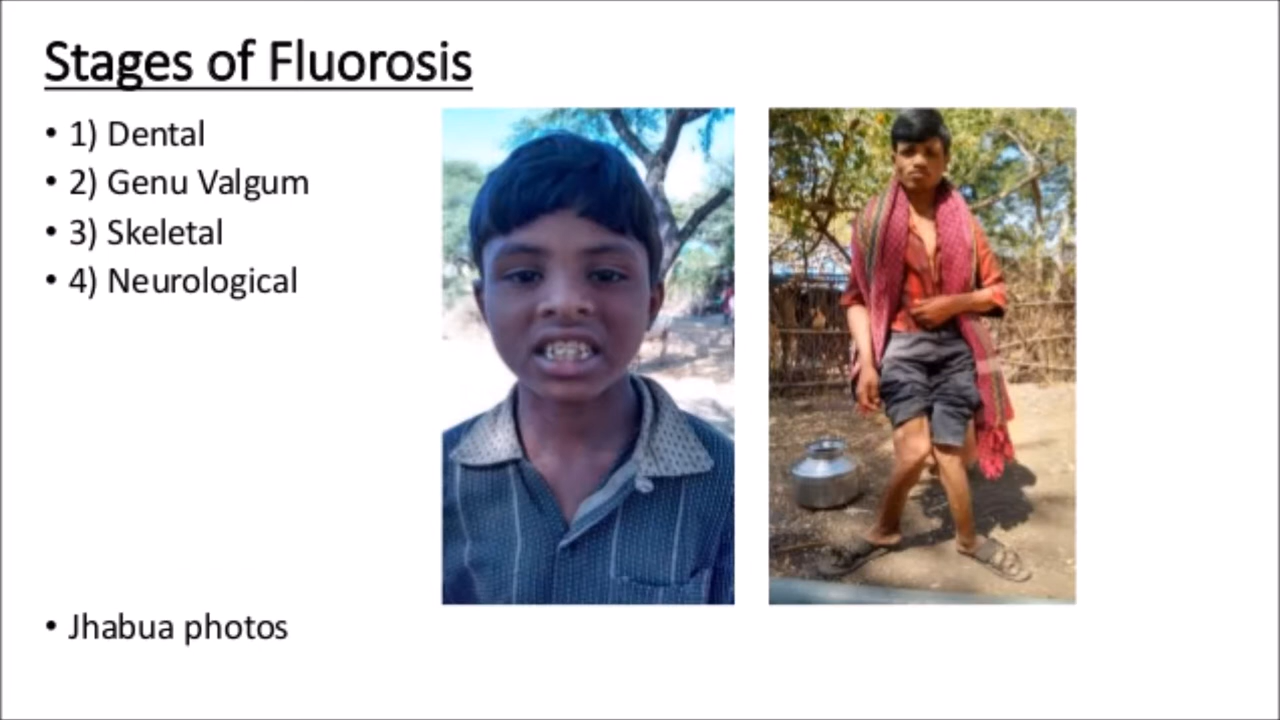 Stages of Fluorosis
• 1) Dental
• 2) Genu Valgum
• 3) Skeletal
• 4) Neurological
• Jhabua photos